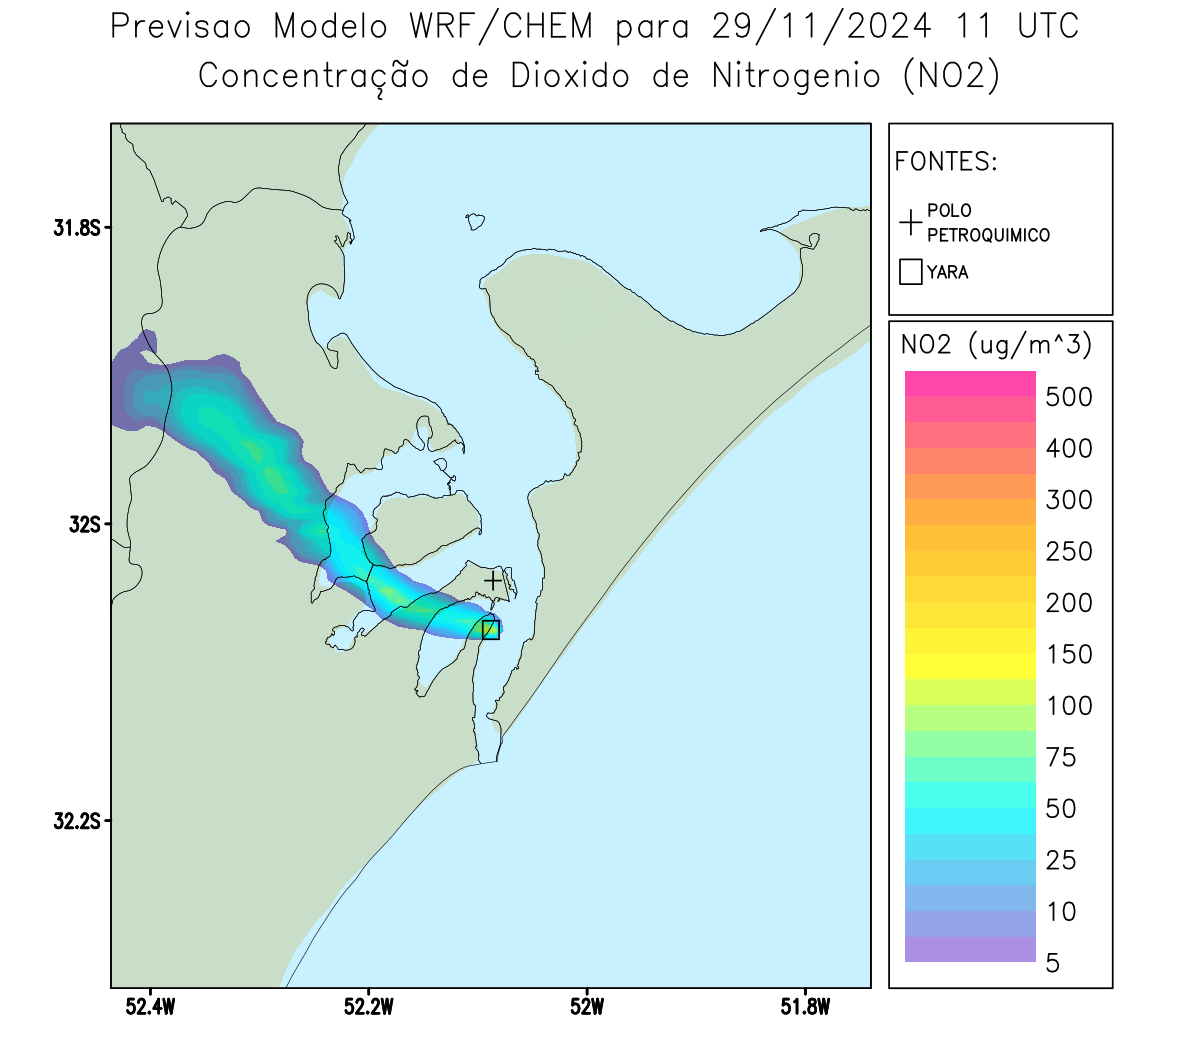 Previsao Modelo WRF/CHEM para 29/11/2024 11 UTC
Concentração de Dioxido de Nitrogenio (NO2)
FONTES:
POLO
PETROQUIMICO
YARA
31.8S
32S
32.2S
52.4W
52.2W
52W
51.8W
NO2 (ug/m^3)
500
400
300
250
200
150
100
75
50
25
10
5